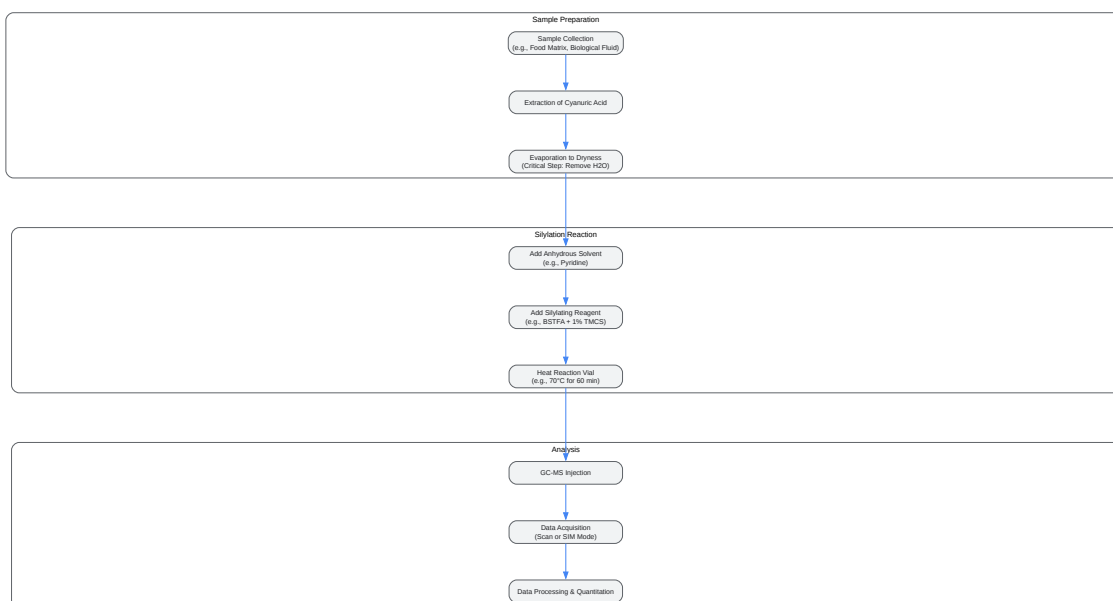 Sample Preparation
Sample Collection
(e.g., Food Matrix, Biological Fluid)
Extraction of Cyanuric Acid
Evaporation to Dryness
(Critical Step: Remove H2O)
Silylation Reaction
Add Anhydrous Solvent
(e.g., Pyridine)
Add Silylating Reagent
(e.g., BSTFA + 1% TMCS)
Heat Reaction Vial
(e.g., 70°C for 60 min)
Analysis
GC-MS Injection
Data Acquisition
(Scan or SIM Mode)
Data Processing & Quantitation